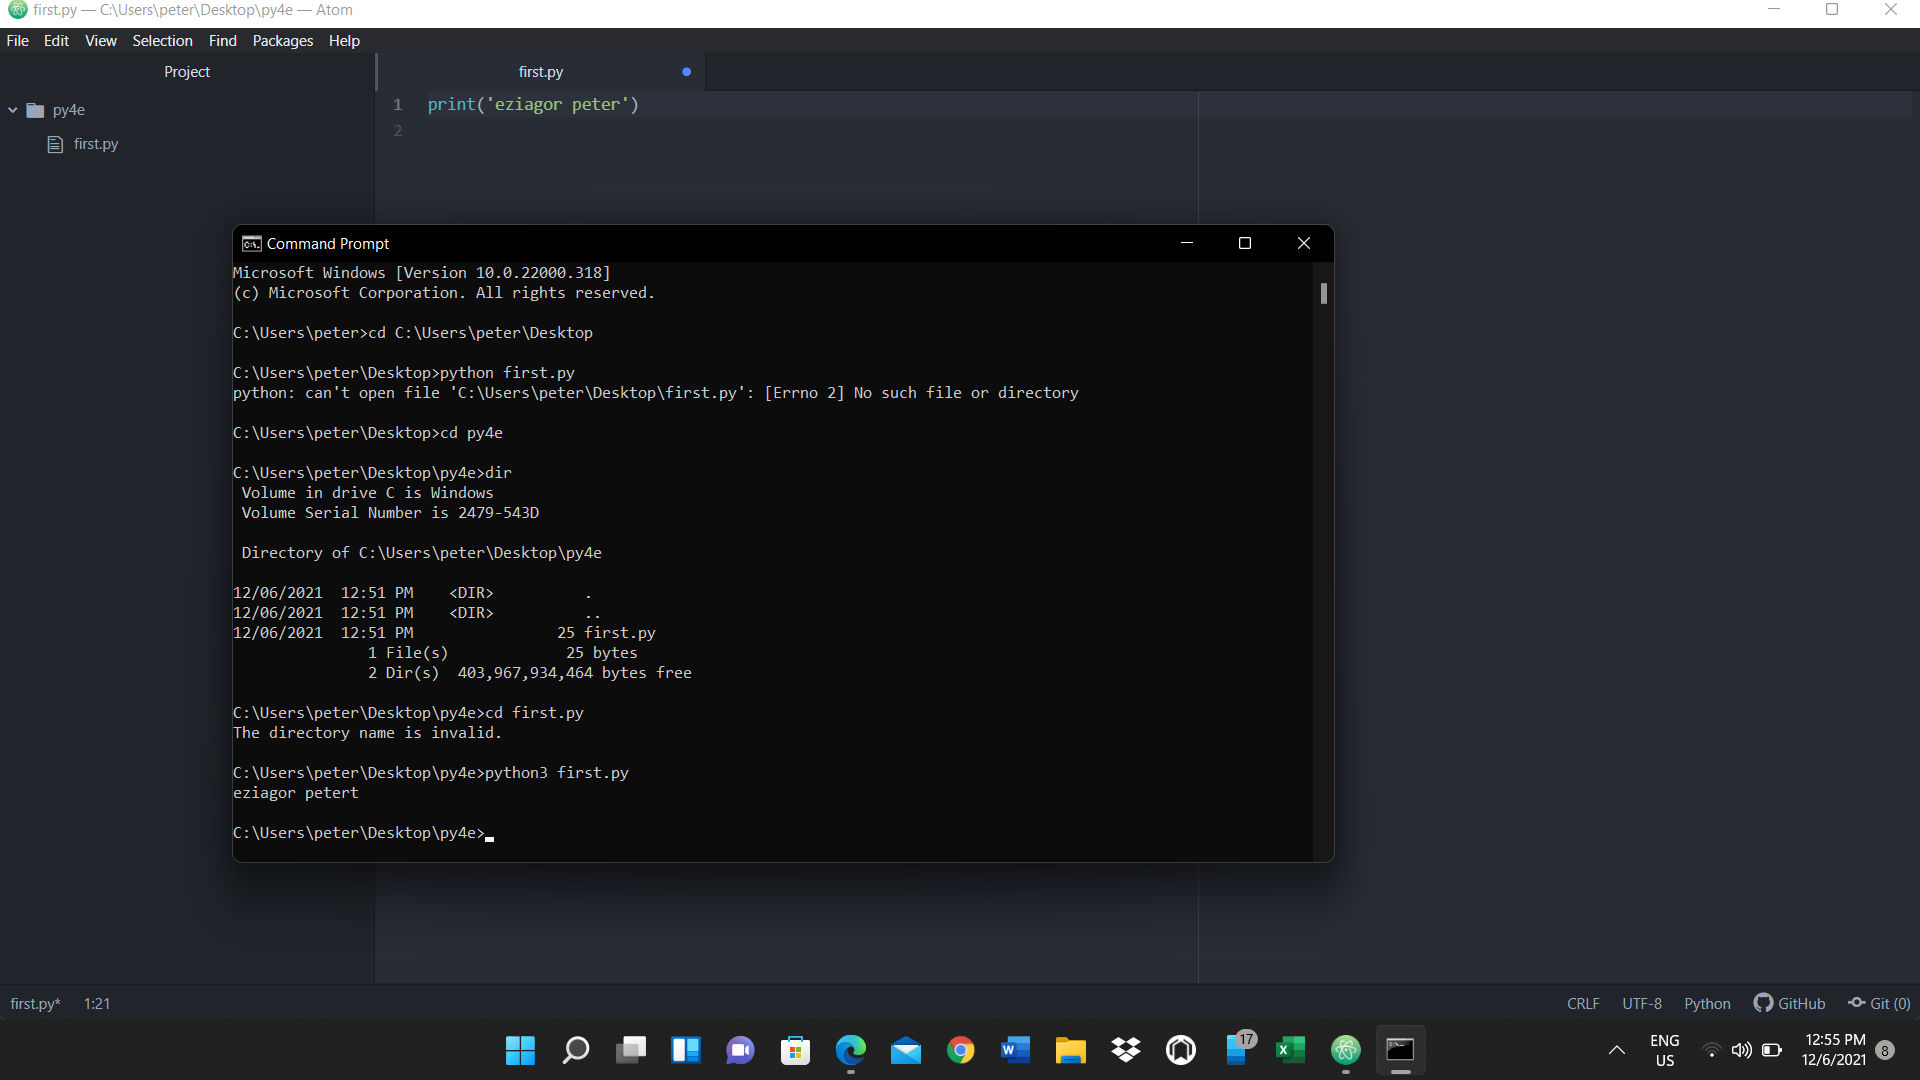 first.py — C:\Users\peter\Desktop\py4e — Atom
File Edit View Selection Find Packages Help
Project
first.py
py4e
first.py
1 print('eziagor peter')
2
Command Prompt
Microsoft Windows [Version 10.0.22000.318]
(c) Microsoft Corporation. All rights reserved.
C:\Users\peter>cd C:\Users\peter\Desktop
C:\Users\peter\Desktop>python first.py
python: can't open file 'C:\Users\peter\Desktop\first.py': [Errno 2] No such file or directory
C:\Users\peter\Desktop>cd py4e
C:\Users\peter\Desktop\py4e>dir
Volume in drive C is Windows
Volume Serial Number is 2479-543D
Directory of C:\Users\peter\Desktop\py4e
12/06/2021  12:51 PM    <DIR>          .
12/06/2021  12:51 PM    <DIR>          ..
12/06/2021  12:51 PM                25 first.py
1 File(s)             25 bytes
2 Dir(s)  403,967,934,464 bytes free
C:\Users\peter\Desktop\py4e>cd first.py
The directory name is invalid.
C:\Users\peter\Desktop\py4e>python3 first.py
eziagor petert
C:\Users\peter\Desktop\py4e>
first.py* 1:21 CRLF UTF-8 Python GitHub Git (0)
17
ENG
US
12:55 PM
12/6/2021
8